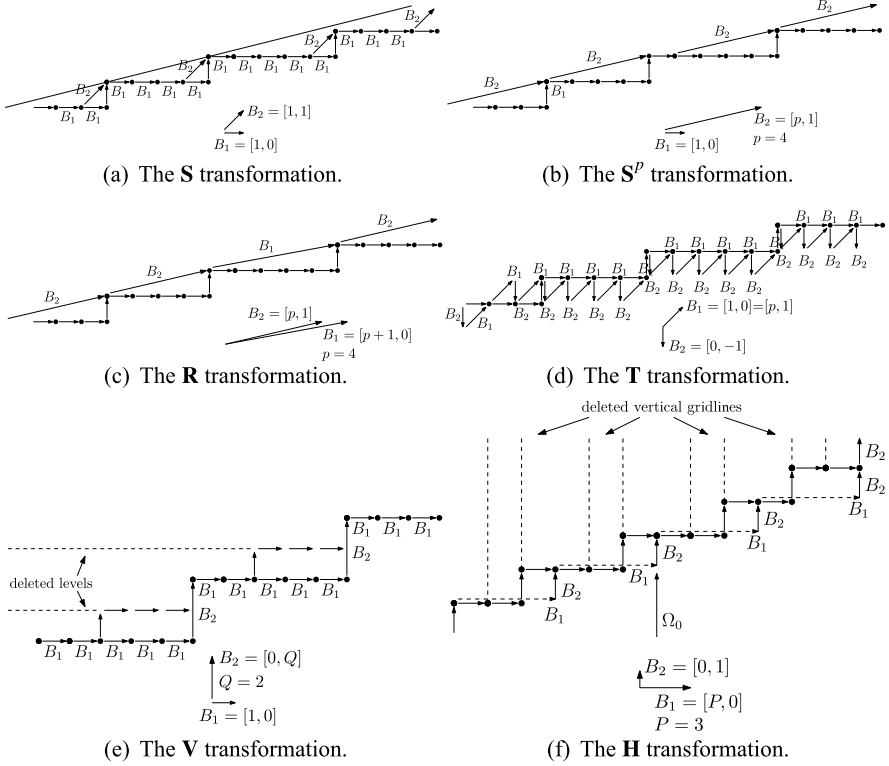 B₂
B₂ B₁ B₁ B₁
B₂ B₁ B₁ B₁ B₁ B₁
B₂ B₁ B₁ B₁ B₁
B₁ B₁
B₂ = [1, 1]
B₁ = [1, 0]
(a) The S transformation.
B₂
B₂
B₂
B₂
B₁
B₂ = [p, 1]
B₁ = [1, 0] p = 4
(b) The Sᵖ transformation.
B₂
B₁
B₂
B₂
B₂ = [p, 1]
B₁ = [p + 1, 0]
p = 4
(c) The R transformation.
B₁ B₁ B₁
B₁ B₁ B₁ B₁ B₂ B₂ B₂ B₂
B₁ B₁ B₁ B₁ B₁ B₂ B₂ B₂ B₂ B₂
B₂ B₁ B₂ B₂ B₂ B₂ B₂
B₁ = [1, 0]=[p, 1]
B₂ = [0, −1]
(d) The T transformation.
B₁ B₁ B₁
B₂
deleted levels
B₁ B₁ B₁ B₁ B₁
B₂
B₁ B₁ B₁ B₁ B₁
B₂ = [0, Q]
Q = 2
B₁ = [1, 0]
(e) The V transformation.
deleted vertical gridlines
B₂
B₂
B₁
B₂
B₁
B₂
B₁
B₂
B₁
Ω₀
B₂ = [0, 1]
B₁ = [P, 0]
P = 3
(f) The H transformation.